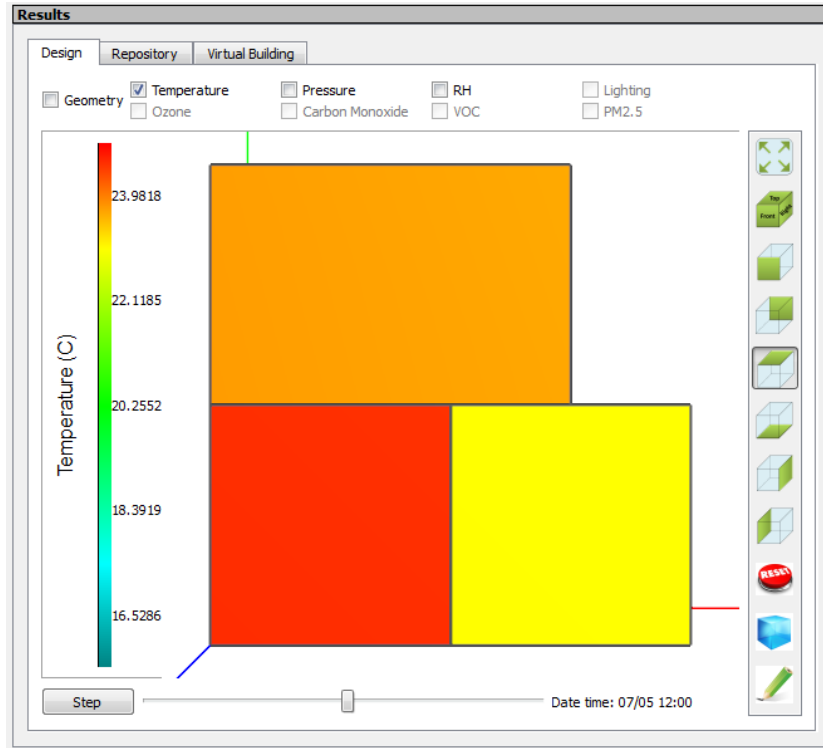 Results
Design Repository Virtual Building
Geometry Temperature Pressure RH Lighting
Ozone Carbon Monoxide VOC PM2.5
Temperature (C)
23.9818
22.1185
20.2552
18.3919
16.5286
Top
Front Right
RESET
Step Date time: 07/05 12:00